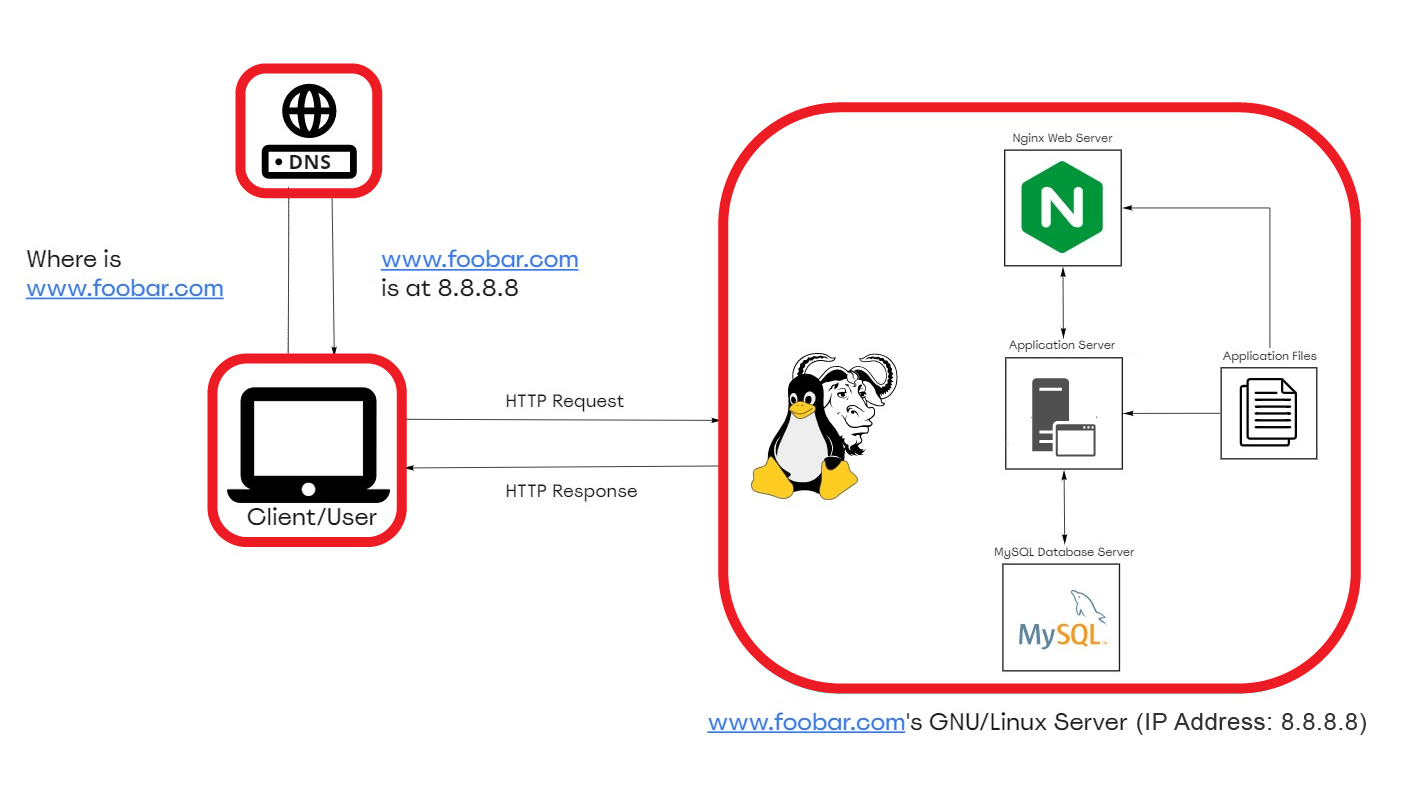 DNS
Where is
www.foobar.com
www.foobar.com
is at 8.8.8.8
Client/User
HTTP Request
HTTP Response
Nginx Web Server
N
Application Server
Application Files
MySQL Database Server
MySQL™
www.foobar.com's GNU/Linux Server (IP Address: 8.8.8.8)